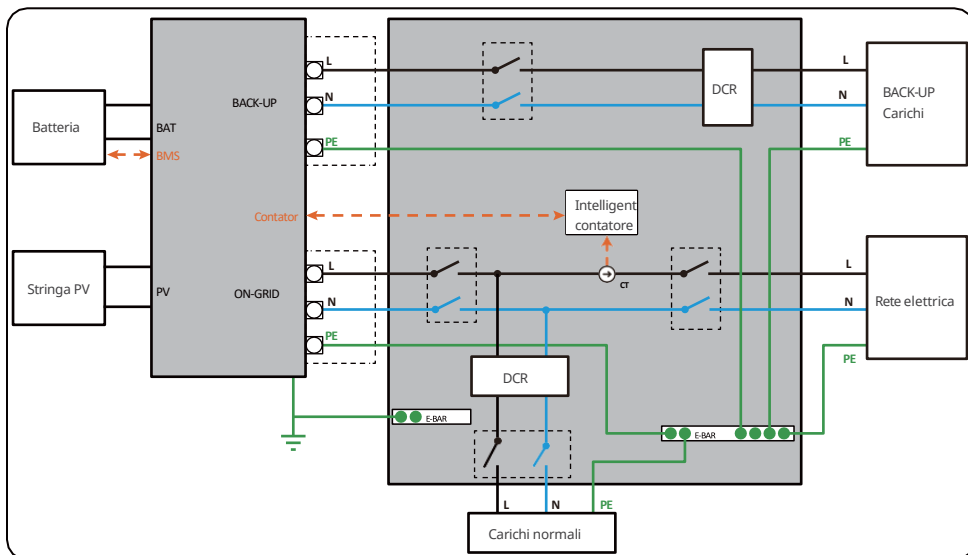 L
N
PE
BACK-UP
DCR
L
N
PE
BACK-UP
Carichi
Batteria
BAT
BMS
Contator
Intelligent
contatore
CT
Stringa PV
PV
ON-GRID
L
N
PE
L
N
PE
Rete elettrica
DCR
E-BAR
E-BAR
L
N
PE
Carichi normali